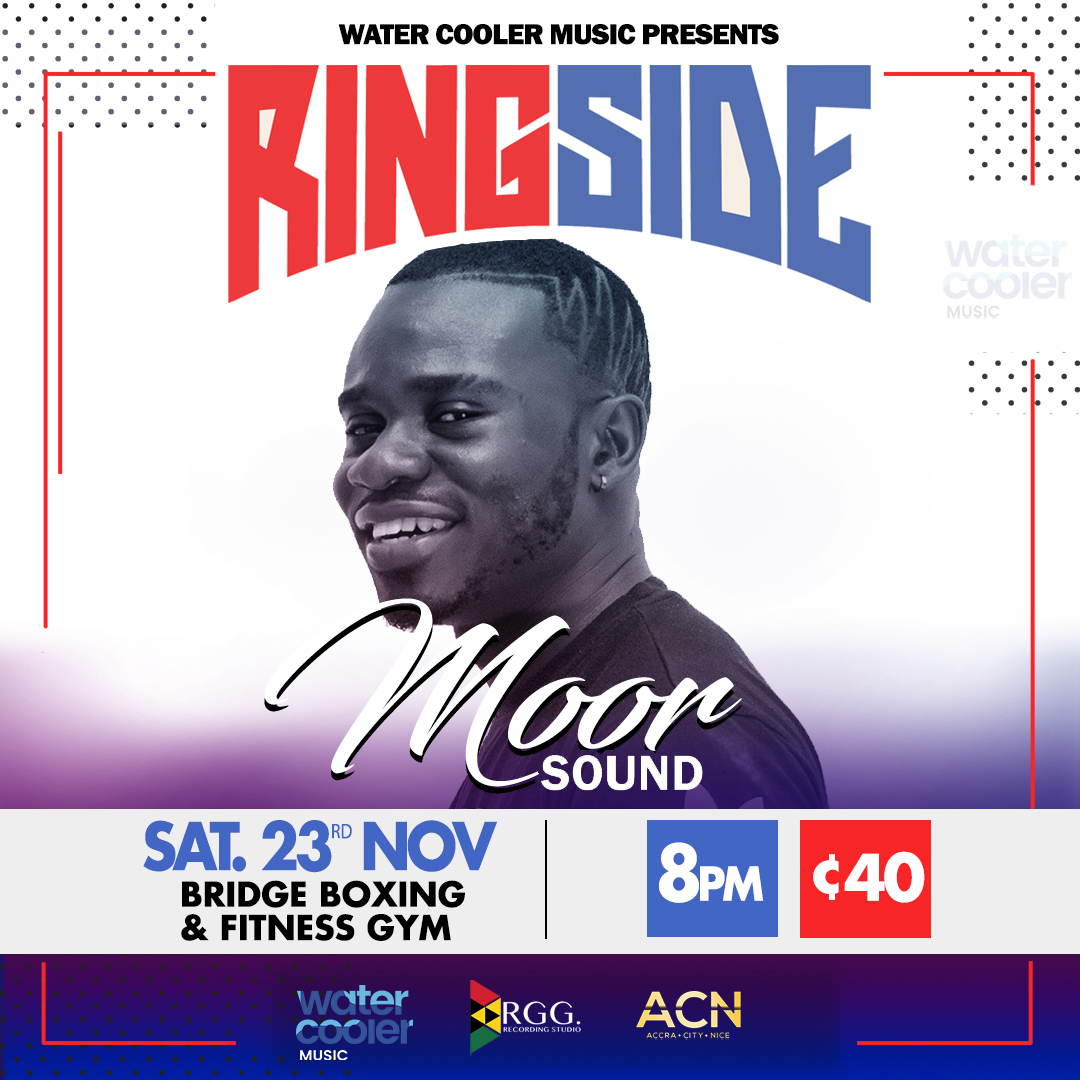 WATER COOLER MUSIC PRESENTS
RINGSIDE
water
cooler
MUSIC
Moor
SOUND
SAT. 23RD NOV
BRIDGE BOXING
& FITNESS GYM
8PM
¢40
water
cooler
MUSIC
RGG.
RECORDING STUDIO
ACN
ACCRA•CITY•NICE